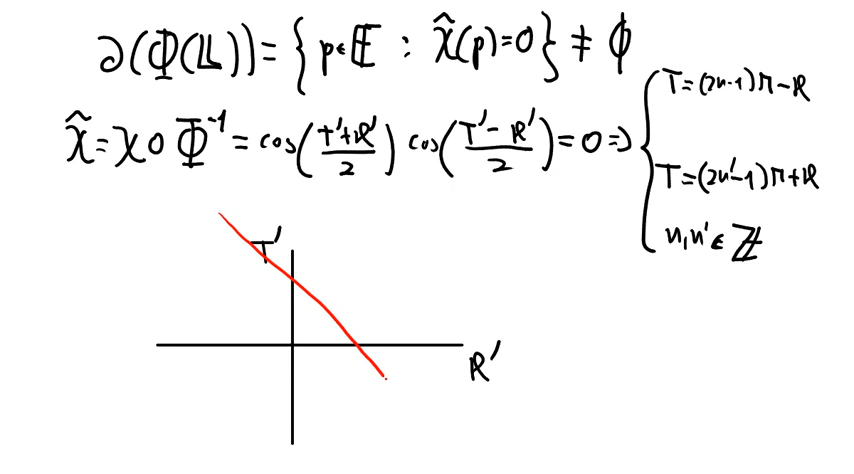 ∂(Φ(𝕃)) = { p ∈ 𝔼 : χ̂(p) = 0 } ≠ ∅
χ̂ = χ ∘ Φ⁻¹ = cos((T'+R')/2) cos((T'-R')/2) = 0 ⇒
{ T = (2n-1)π - R
T = (2n'-1)π + R
n, n' ∈ ℤ
T'
R'